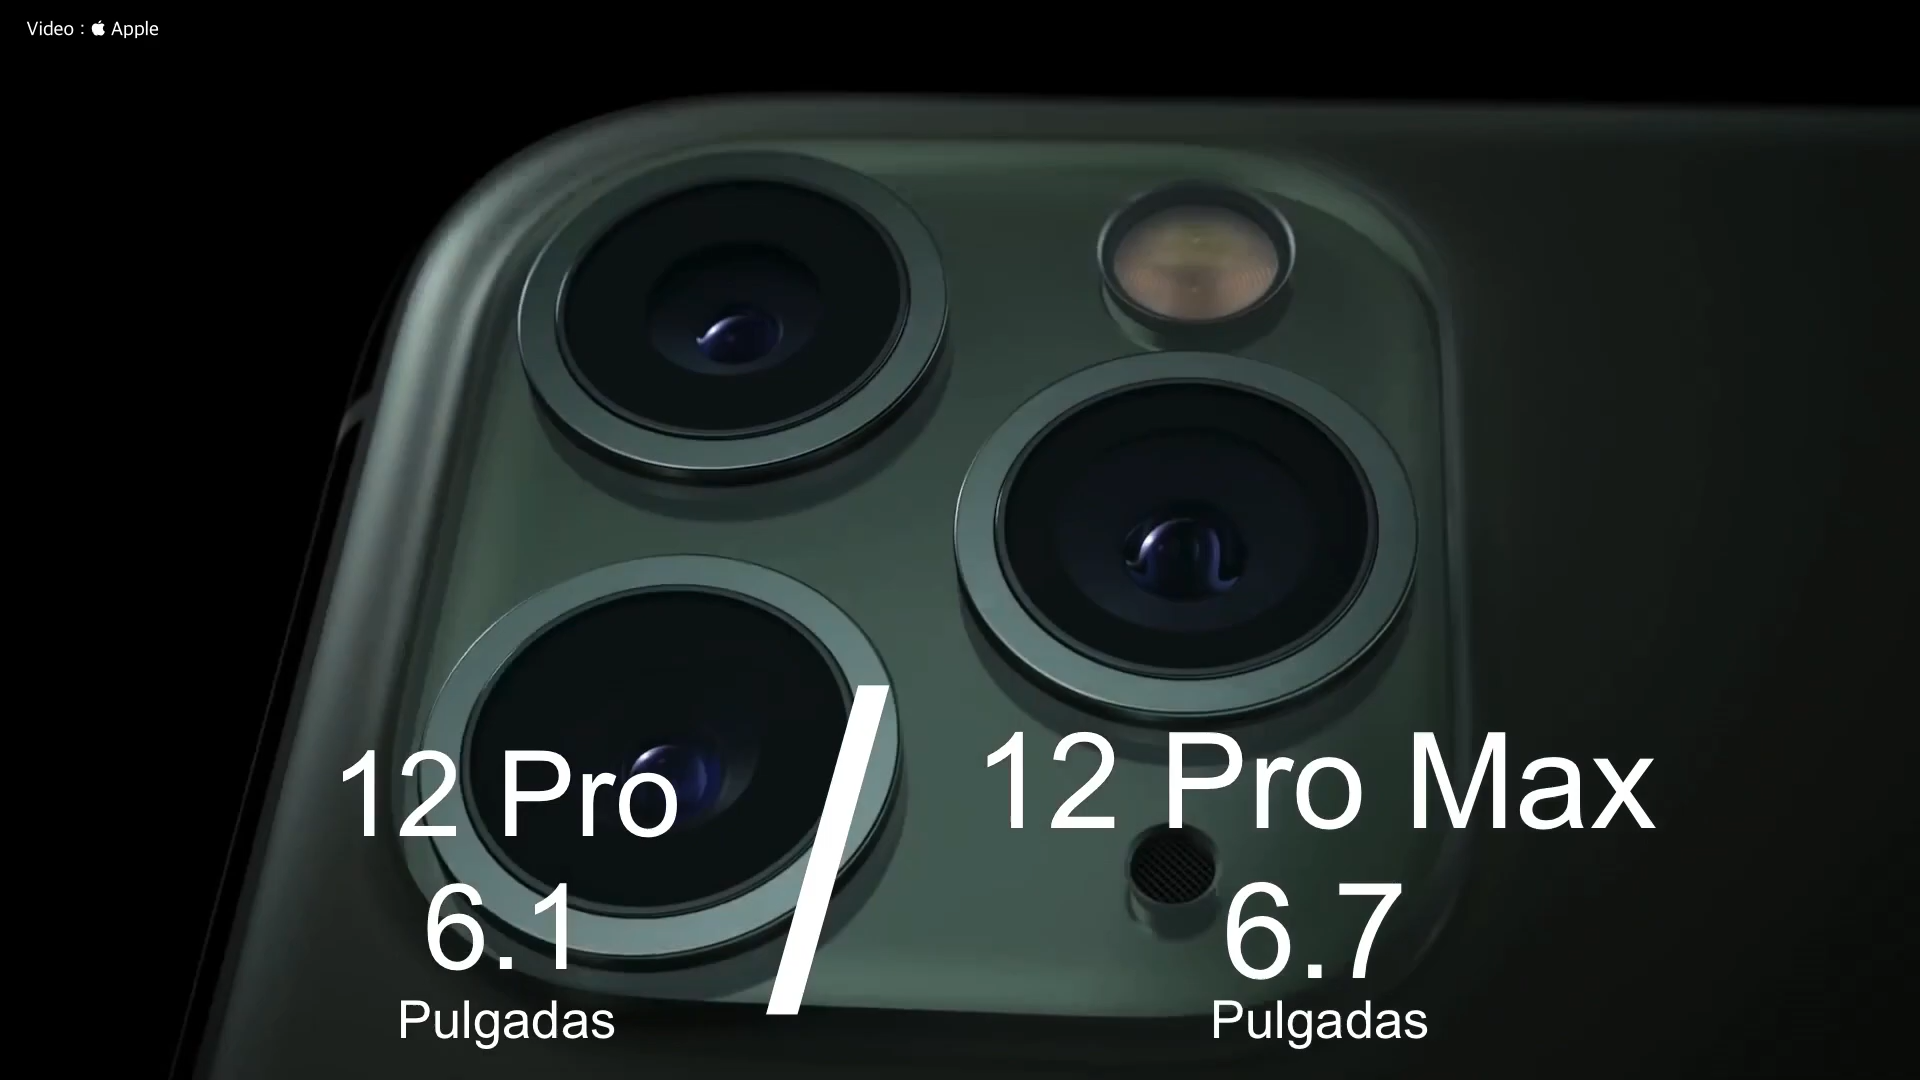 Video : Apple
12 Pro / 12 Pro Max
6.1 6.7
Pulgadas Pulgadas